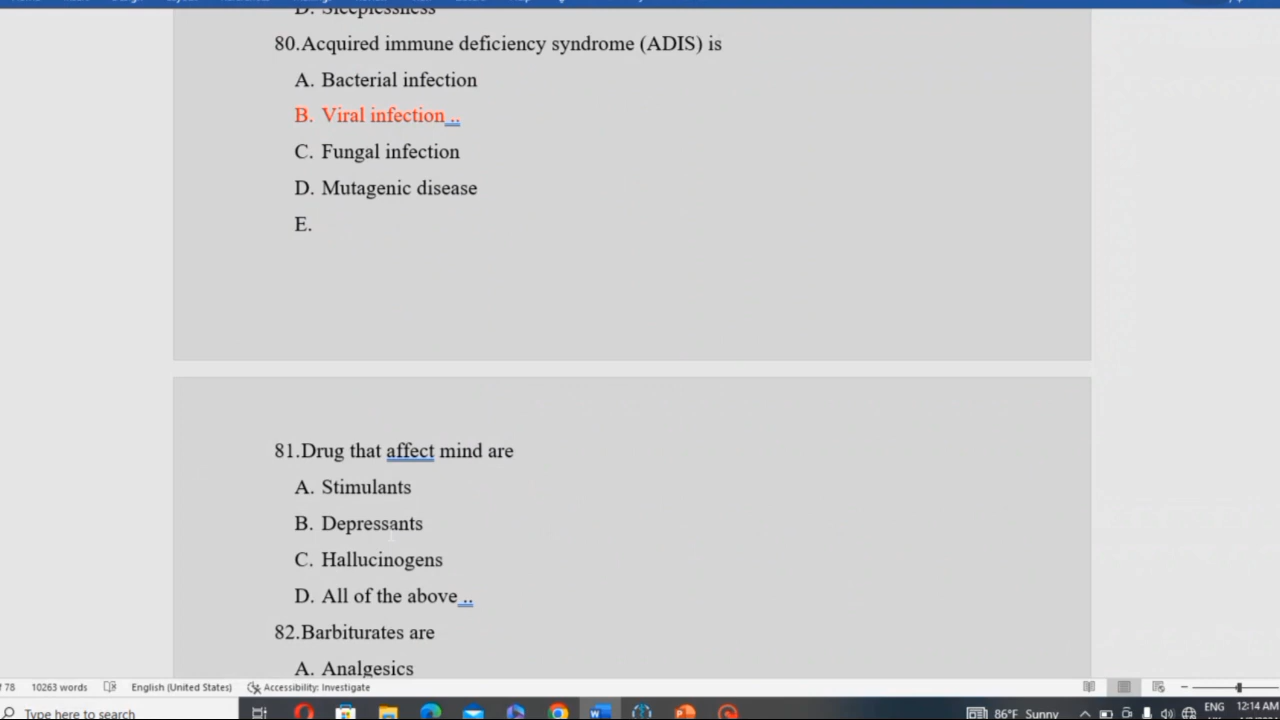 D. Sleeplessness
80.Acquired immune deficiency syndrome (ADIS) is
A. Bacterial infection
B. Viral infection ..
C. Fungal infection
D. Mutagenic disease
E.
81.Drug that affect mind are
A. Stimulants
B. Depressants
C. Hallucinogens
D. All of the above ..
82.Barbiturates are
A. Analgesics
78 10263 words English (United States) Accessibility: Investigate
Type here to search 86°F Sunny ENG 12:14 AM